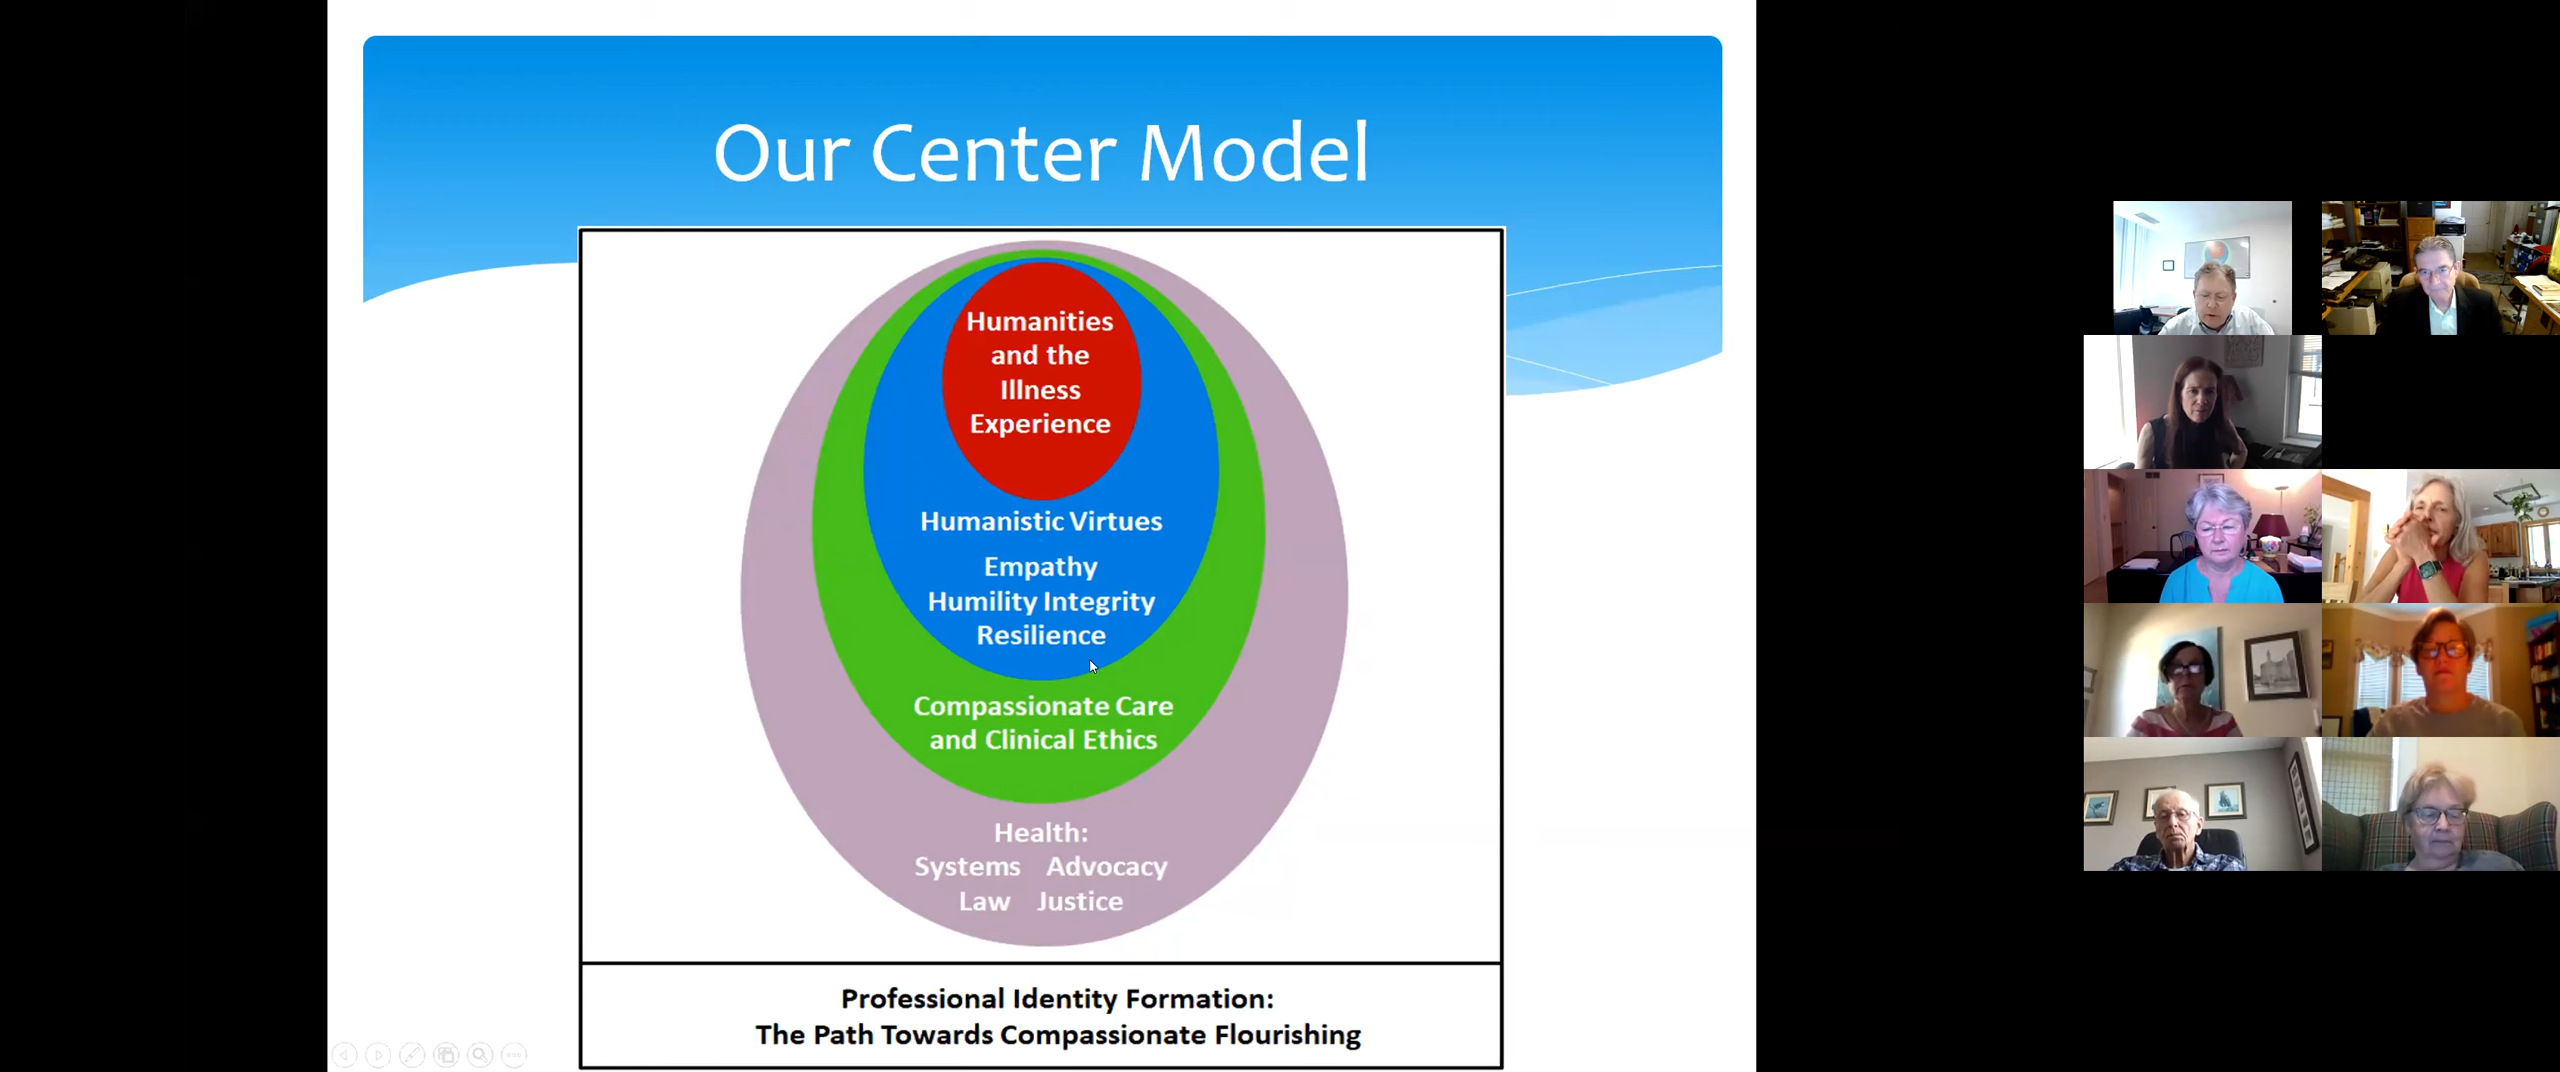 Our Center Model
Humanities
and the
Illness
Experience
Humanistic Virtues
Empathy
Humility Integrity
Resilience
Compassionate Care
and Clinical Ethics
Health:
Systems Advocacy
Law Justice
Professional Identity Formation:
The Path Towards Compassionate Flourishing